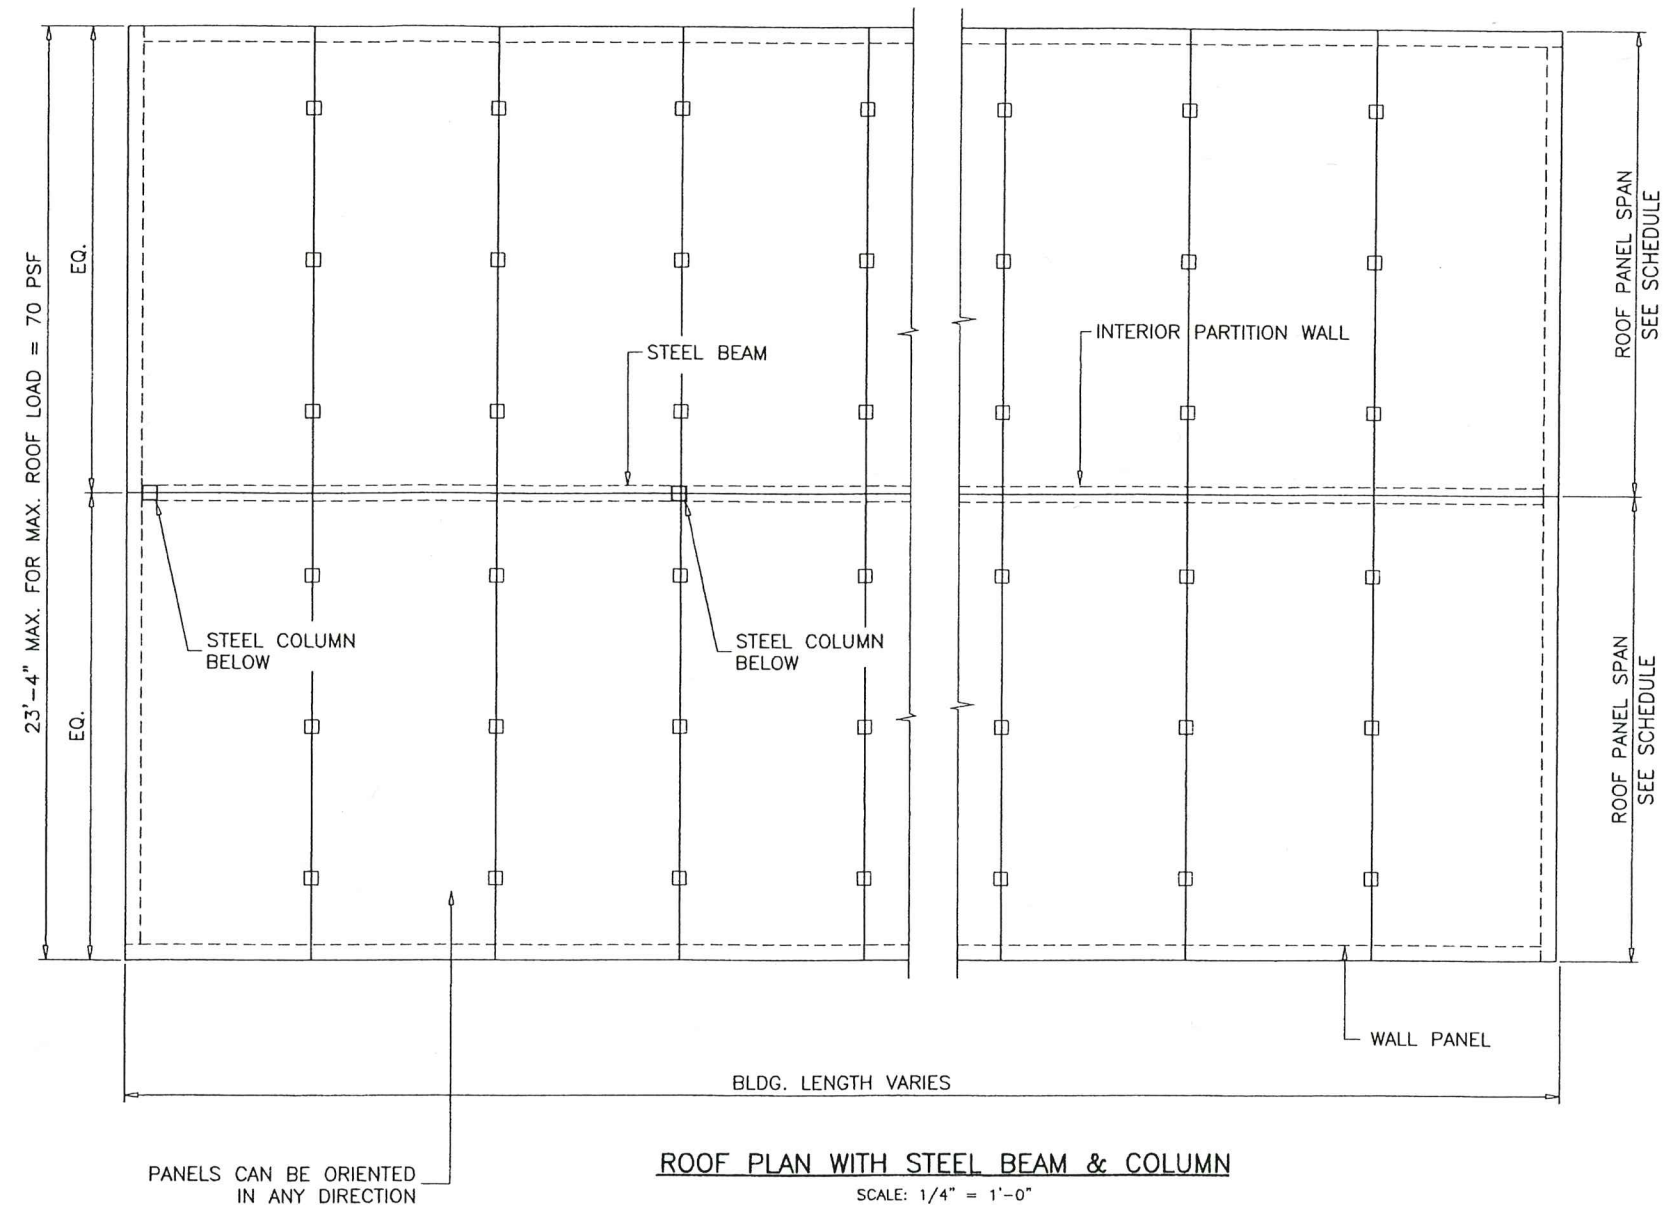 23'-4" MAX. FOR MAX. ROOF LOAD = 70 PSF
EQ.
EQ.
STEEL BEAM
INTERIOR PARTITION WALL
ROOF PANEL SPAN
SEE SCHEDULE
STEEL COLUMN
BELOW
STEEL COLUMN
BELOW
ROOF PANEL SPAN
SEE SCHEDULE
WALL PANEL
BLDG. LENGTH VARIES
PANELS CAN BE ORIENTED
IN ANY DIRECTION
ROOF PLAN WITH STEEL BEAM & COLUMN
SCALE: 1/4" = 1'-0"